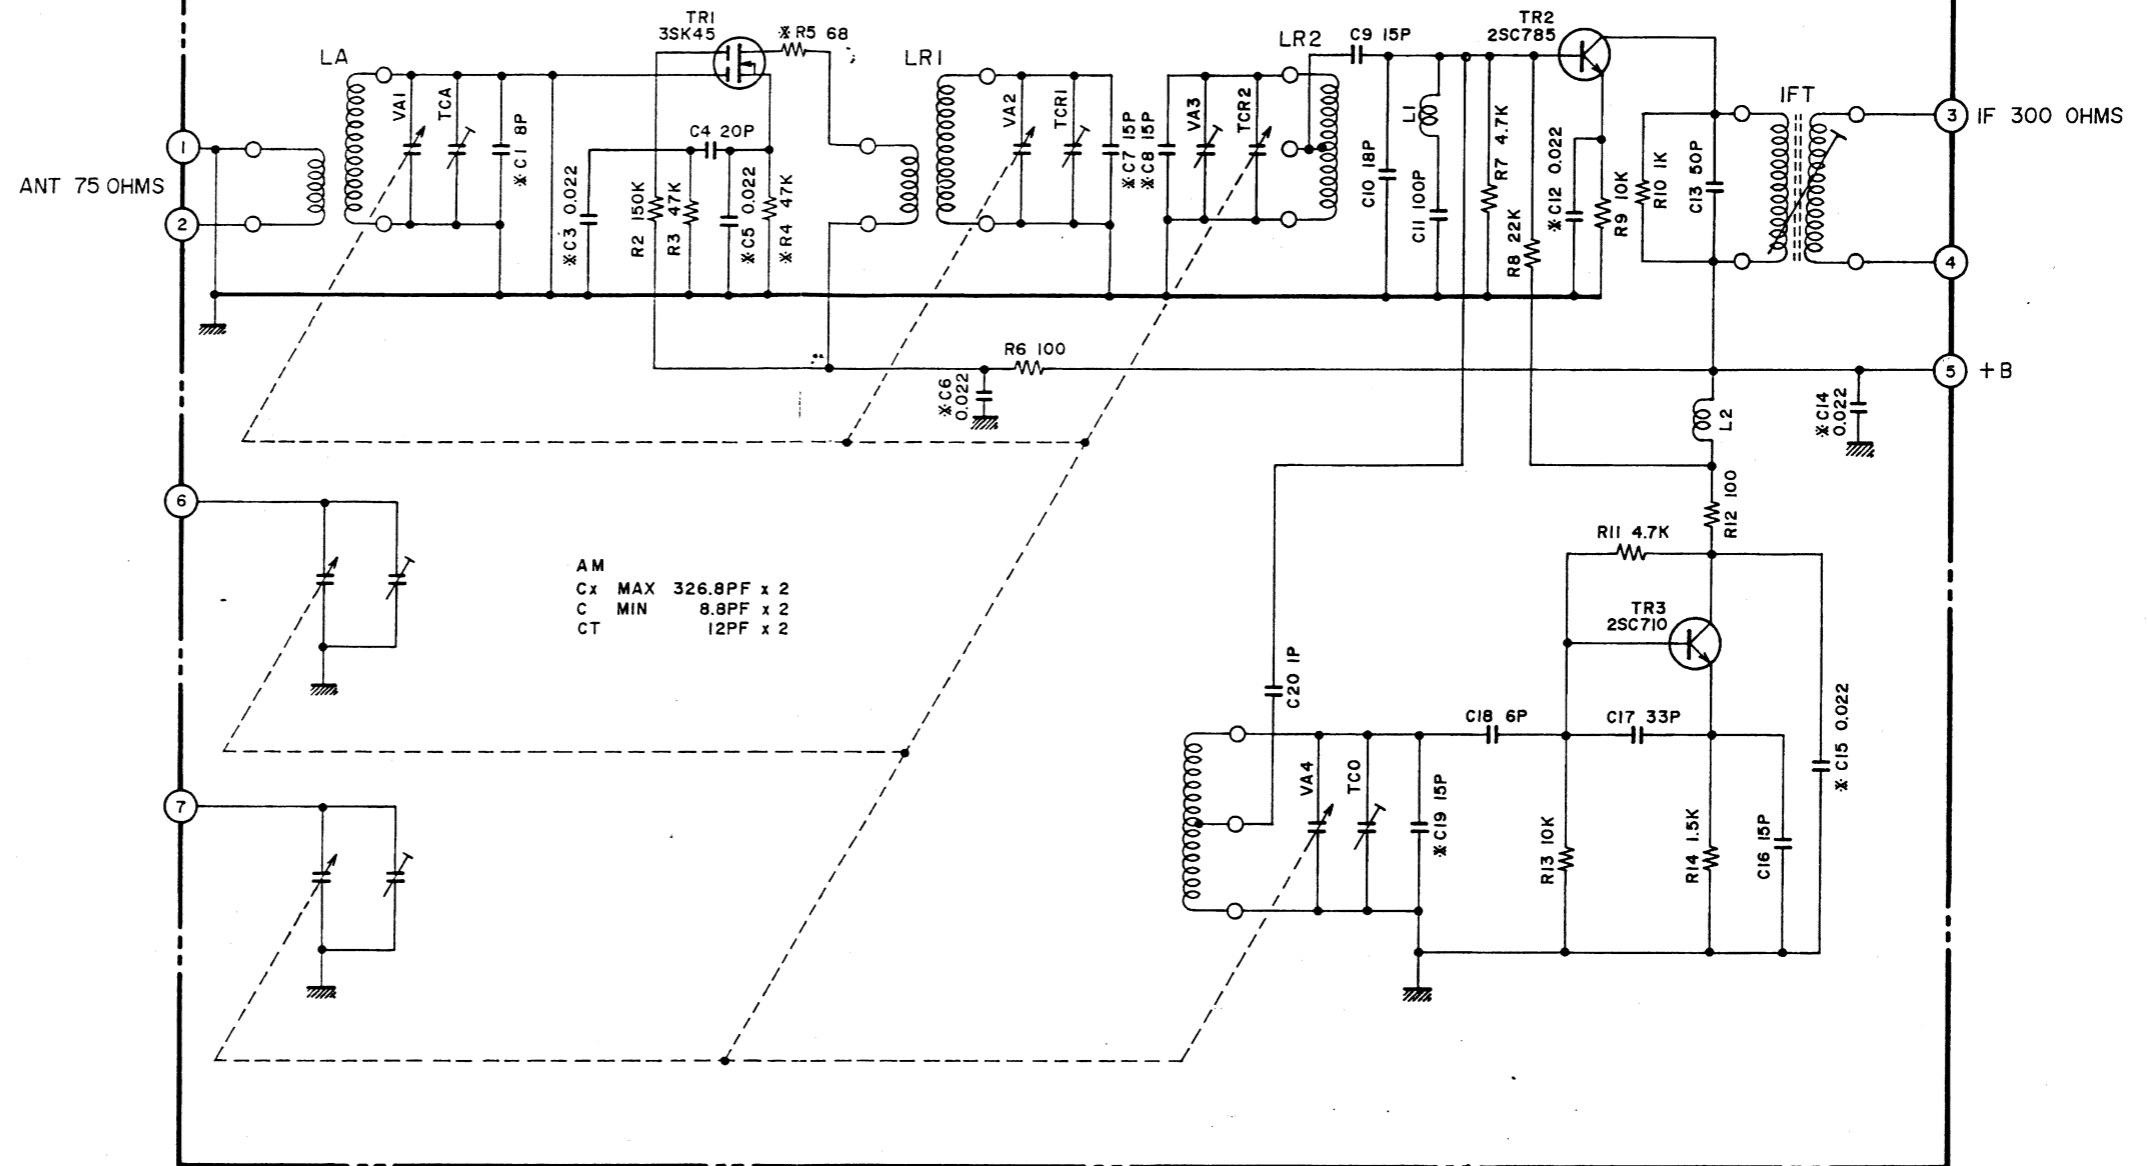 TR1
3SK45
※R5 68
LA
LR1
LR2
C9 15P
TR2
2SC785
IFT
VA1
TCA
※C1 8P
C4 20P
※C3 0.022
R2 150K
R3 47K
※C5 0.022
※R4 47K
VA2
TCR1
※C7 15P
※C8 15P
VA3
TCR2
C10 18P
L1
C11 100P
R7 4.7K
R8 22K
※C12 0.022
R9 10K
R10 1K
C13 50P
1
ANT 75 OHMS
2
3 IF 300 OHMS
4
R6 100
※C6
0.022
5 +B
※C14
0.022
L2
R12 100
6
AM
Cx MAX 326.8PF x 2
C MIN 8.8PF x 2
CT 12PF x 2
R11 4.7K
TR3
2SC710
C20 1P
C18 6P
C17 33P
※C15 0.022
7
VA4
TCO
※C19 15P
R13 10K
R14 1.5K
C16 15P